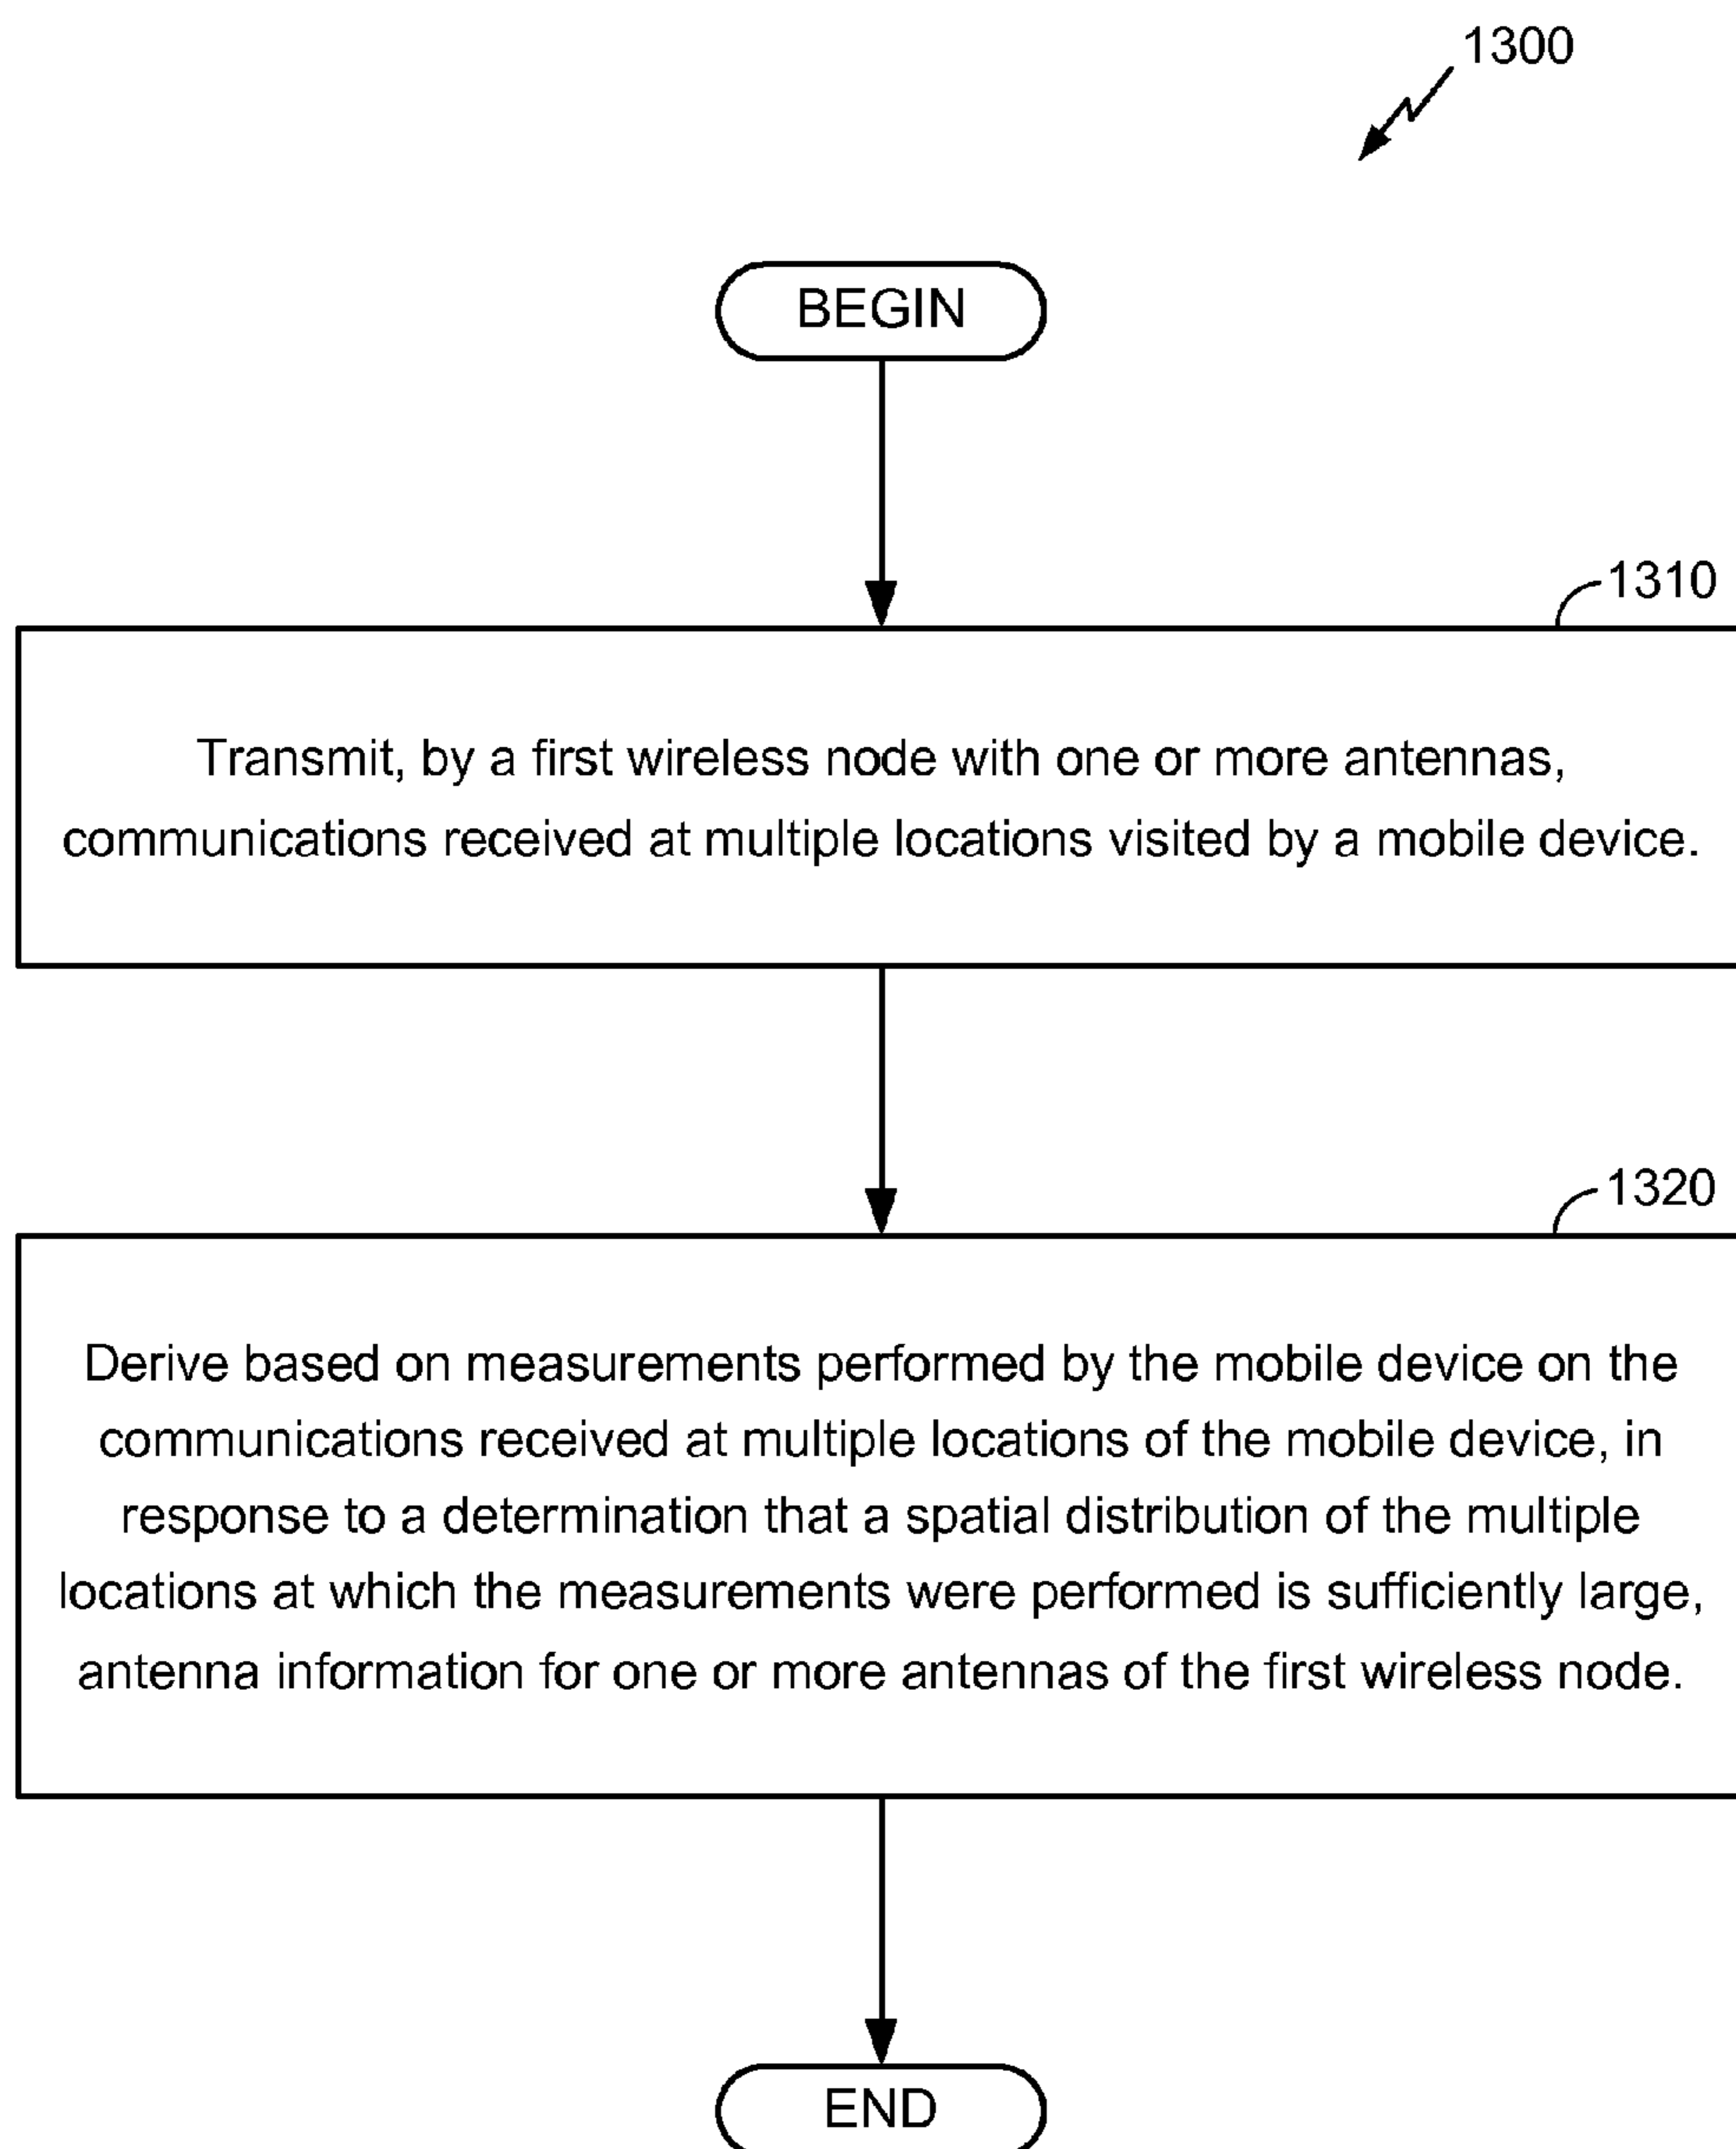 1300
BEGIN
1310
Transmit, by a first wireless node with one or more antennas,
communications received at multiple locations visited by a mobile device.
1320
Derive based on measurements performed by the mobile device on the
communications received at multiple locations of the mobile device, in
response to a determination that a spatial distribution of the multiple
locations at which the measurements were performed is sufficiently large,
antenna information for one or more antennas of the first wireless node.
END